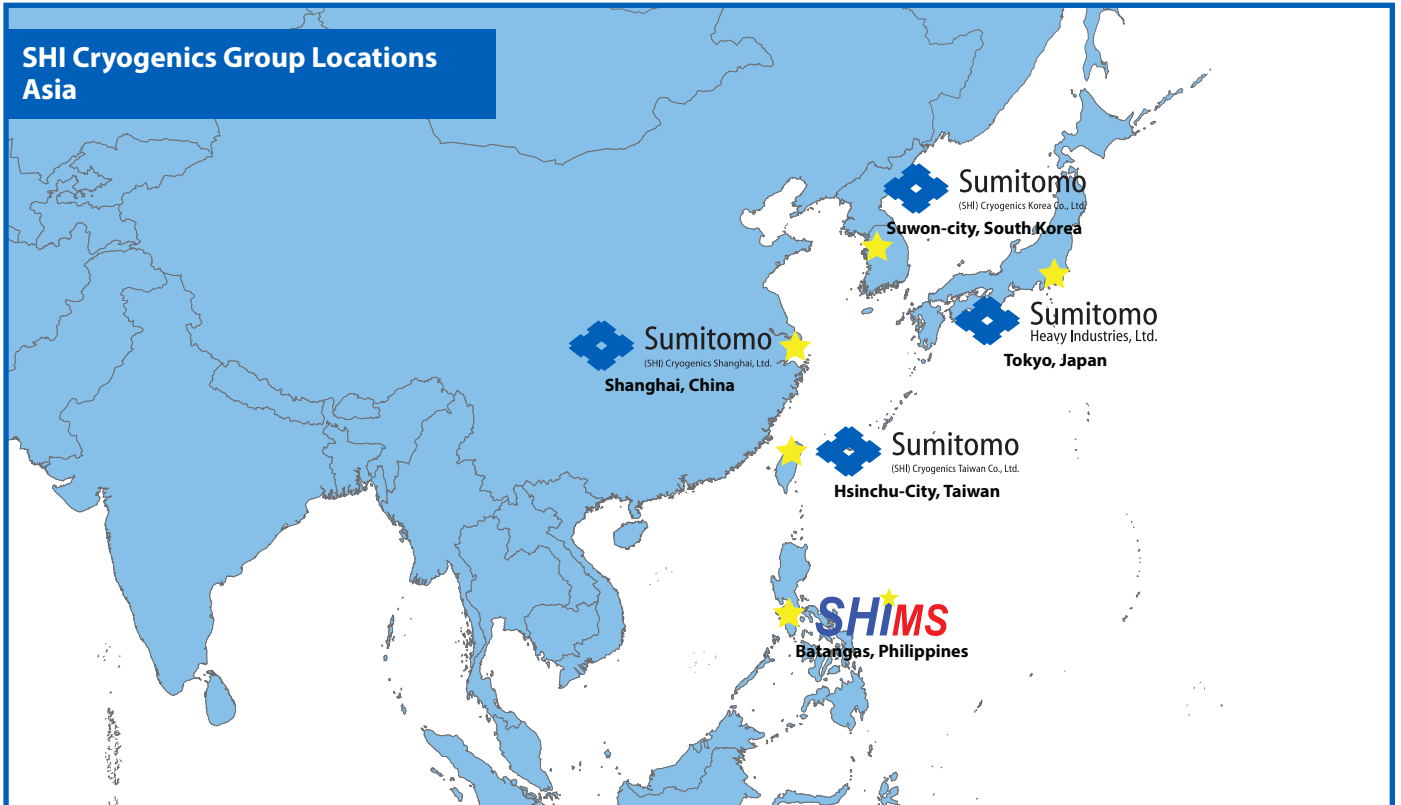 SHI Cryogenics Group Locations
Asia
Sumitomo
(SHI) Cryogenics Korea Co., Ltd.
Suwon-city, South Korea
Sumitomo
Heavy Industries, Ltd.
Tokyo, Japan
Sumitomo
(SHI) Cryogenics Shanghai, Ltd.
Shanghai, China
Sumitomo
(SHI) Cryogenics Taiwan Co., Ltd.
Hsinchu-City, Taiwan
SHIMS
Batangas, Philippines